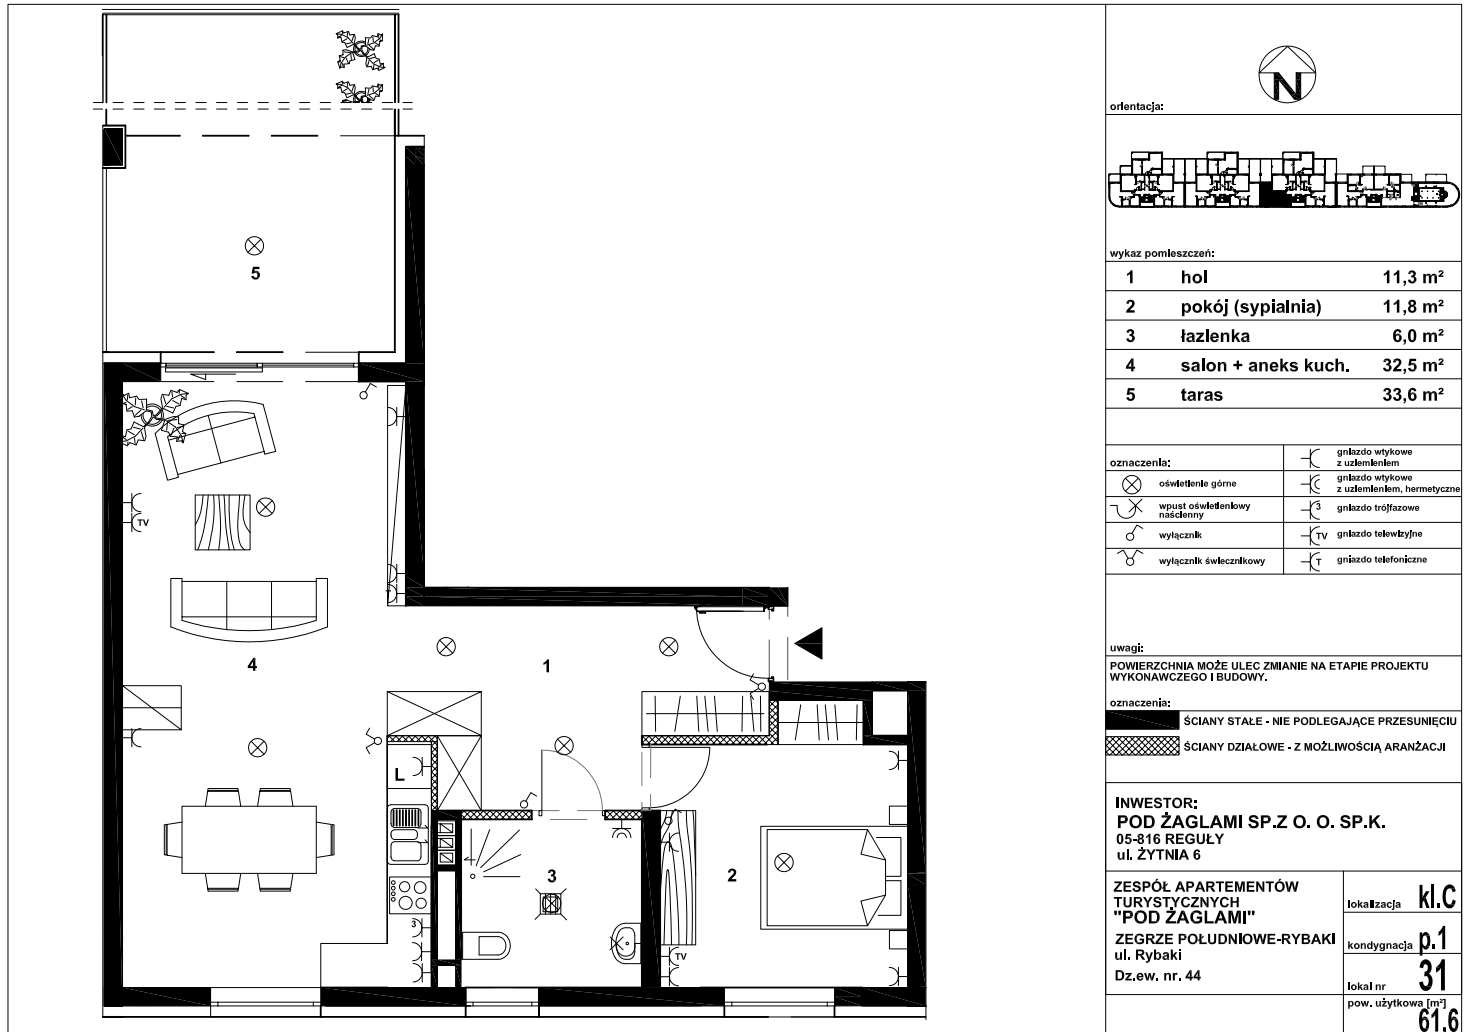 N
orientacja:
wykaz pomieszczeń:
1 hol 11,3 m²
2 pokój (sypialnia) 11,8 m²
3 łazienka 6,0 m²
4 salon + aneks kuch. 32,5 m²
5 taras 33,6 m²
oznaczenia:
oświetlenie górne
wpust oświetleniowy
naścienny
wyłącznik
wyłącznik świecznikowy
gniazdo wtykowe
z uziemieniem
gniazdo wtykowe
z uziemieniem, hermetyczne
3 gniazdo trójfazowe
TV gniazdo telewizyjne
T gniazdo telefoniczne
uwagi:
POWIERZCHNIA MOŻE ULEC ZMIANIE NA ETAPIE PROJEKTU
WYKONAWCZEGO I BUDOWY.
oznaczenia:
ŚCIANY STAŁE - NIE PODLEGAJĄCE PRZESUNIĘCIU
ŚCIANY DZIAŁOWE - Z MOŻLIWOŚCIĄ ARANŻACJI
INWESTOR:
POD ŻAGLAMI SP.Z O. O. SP.K.
05-816 REGUŁY
ul. ŻYTNIA 6
ZESPÓŁ APARTEMENTÓW
TURYSTYCZNYCH
"POD ŻAGLAMI"
ZEGRZE POŁUDNIOWE-RYBAKI
ul. Rybaki
Dz.ew. nr. 44
lokalizacja kl.C
kondygnacja p.1
lokal nr 31
pow. użytkowa [m²]
61,6
5
TV
4
1
L
3
3
2
TV